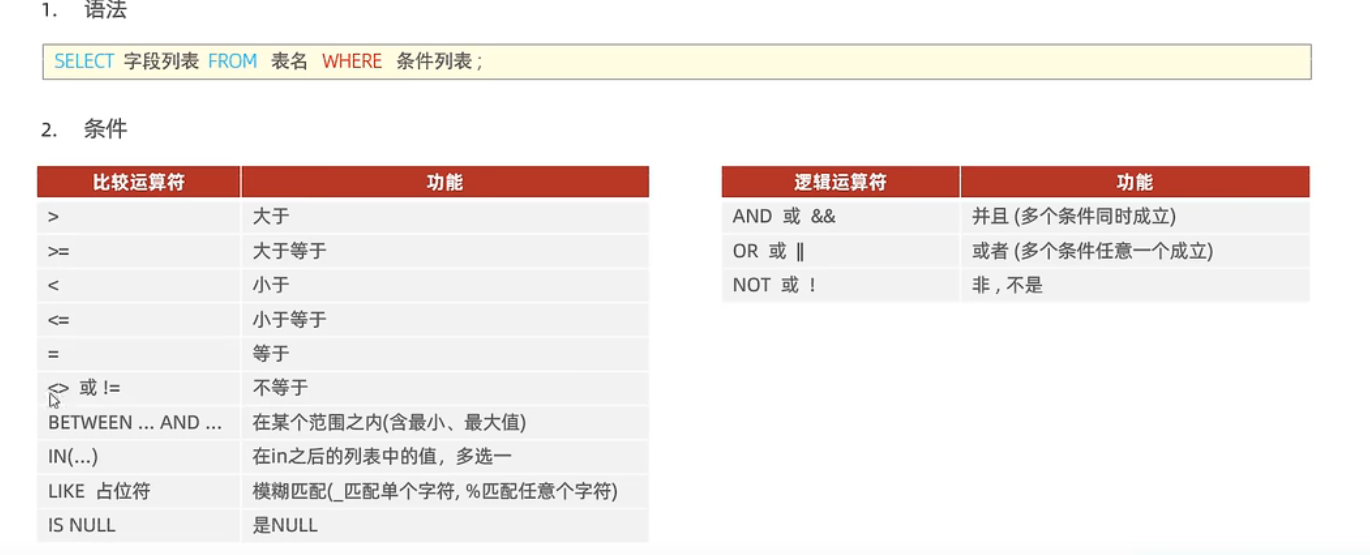 1. 语法
SELECT 字段列表 FROM 表名 WHERE 条件列表 ;
2. 条件
比较运算符 功能
> 大于
>= 大于等于
< 小于
<= 小于等于
= 等于
<> 或 != 不等于
BETWEEN ... AND ... 在某个范围之内(含最小、最大值)
IN(...) 在in之后的列表中的值，多选一
LIKE 占位符 模糊匹配(_匹配单个字符, %匹配任意个字符)
IS NULL 是NULL
逻辑运算符 功能
AND 或 && 并且 (多个条件同时成立)
OR 或 || 或者 (多个条件任意一个成立)
NOT 或 ! 非 , 不是